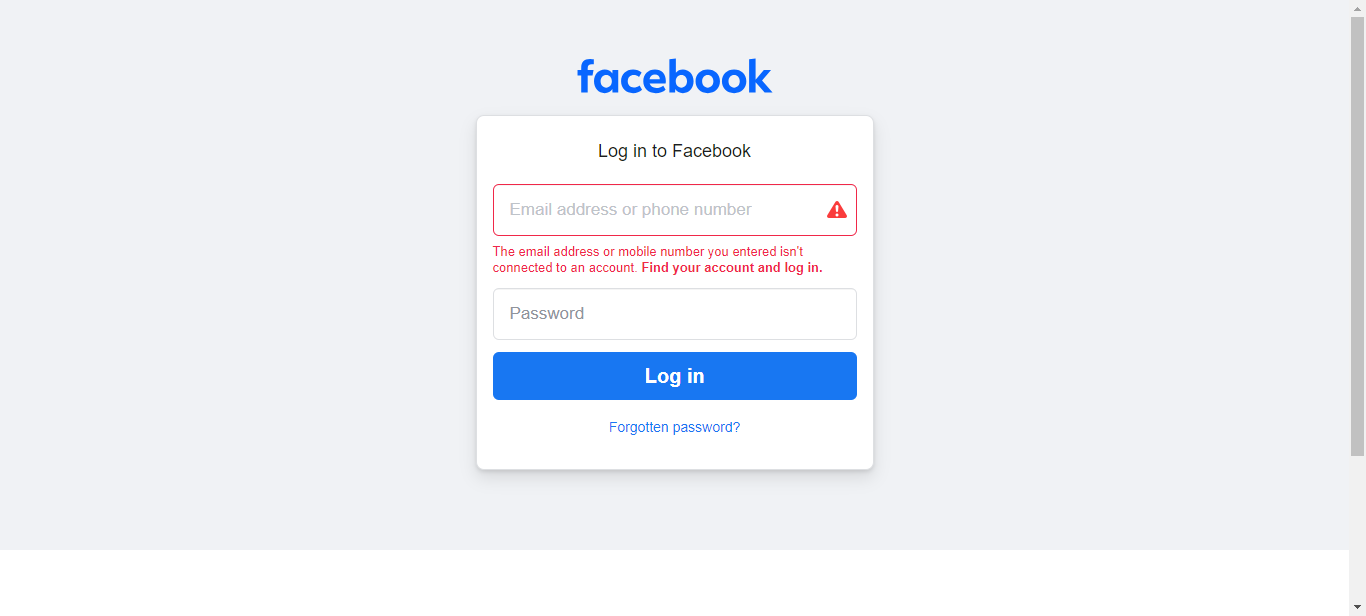 facebook
Log in to Facebook
Email address or phone number
The email address or mobile number you entered isn't
connected to an account. Find your account and log in.
Password
Log in
Forgotten password?